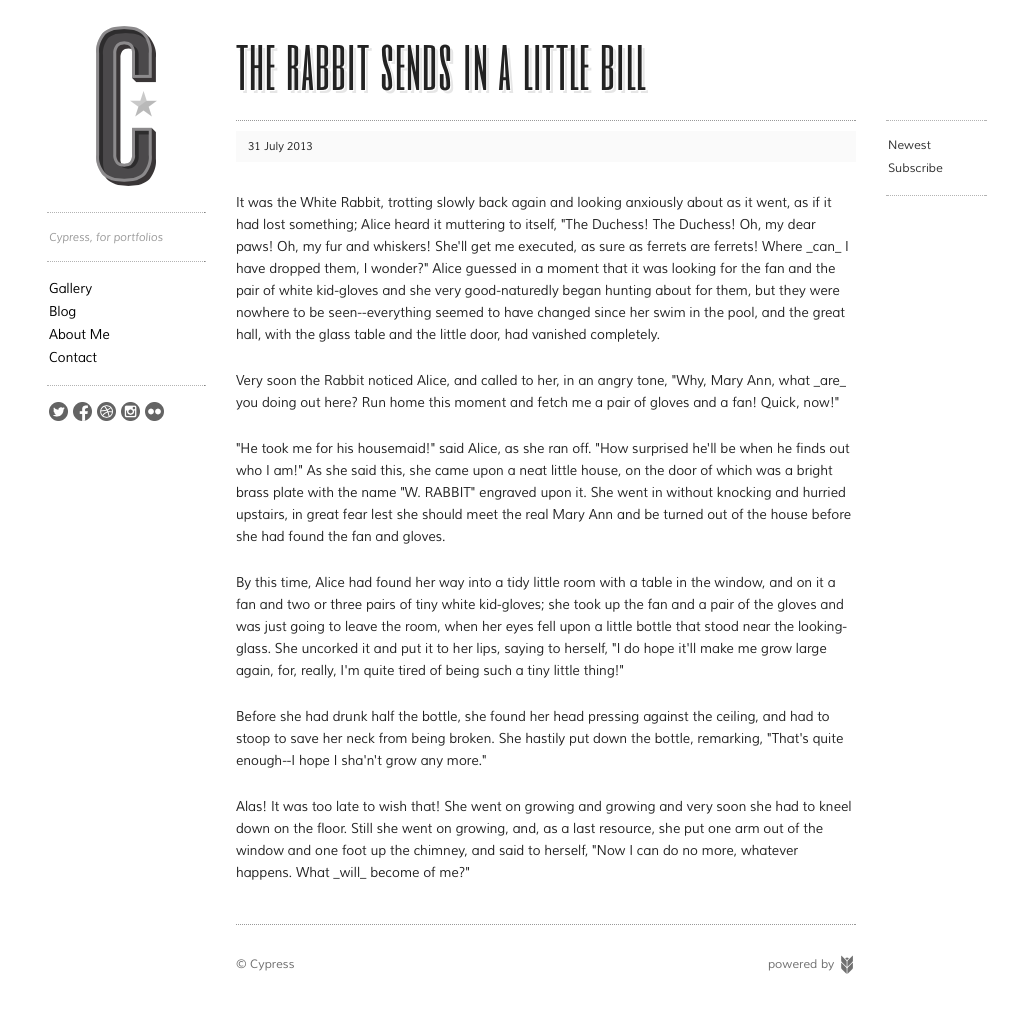 C
Cypress, for portfolios
Gallery
Blog
About Me
Contact
THE RABBIT SENDS IN A LITTLE BILL
31 July 2013
It was the White Rabbit, trotting slowly back again and looking anxiously about as it went, as if it
had lost something; Alice heard it muttering to itself, "The Duchess! The Duchess! Oh, my dear
paws! Oh, my fur and whiskers! She'll get me executed, as sure as ferrets are ferrets! Where _can_ I
have dropped them, I wonder?" Alice guessed in a moment that it was looking for the fan and the
pair of white kid-gloves and she very good-naturedly began hunting about for them, but they were
nowhere to be seen--everything seemed to have changed since her swim in the pool, and the great
hall, with the glass table and the little door, had vanished completely.
Very soon the Rabbit noticed Alice, and called to her, in an angry tone, "Why, Mary Ann, what _are_
you doing out here? Run home this moment and fetch me a pair of gloves and a fan! Quick, now!"
"He took me for his housemaid!" said Alice, as she ran off. "How surprised he'll be when he finds out
who I am!" As she said this, she came upon a neat little house, on the door of which was a bright
brass plate with the name "W. RABBIT" engraved upon it. She went in without knocking and hurried
upstairs, in great fear lest she should meet the real Mary Ann and be turned out of the house before
she had found the fan and gloves.
By this time, Alice had found her way into a tidy little room with a table in the window, and on it a
fan and two or three pairs of tiny white kid-gloves; she took up the fan and a pair of the gloves and
was just going to leave the room, when her eyes fell upon a little bottle that stood near the looking-
glass. She uncorked it and put it to her lips, saying to herself, "I do hope it'll make me grow large
again, for, really, I'm quite tired of being such a tiny little thing!"
Before she had drunk half the bottle, she found her head pressing against the ceiling, and had to
stoop to save her neck from being broken. She hastily put down the bottle, remarking, "That's quite
enough--I hope I sha'n't grow any more."
Alas! It was too late to wish that! She went on growing and growing and very soon she had to kneel
down on the floor. Still she went on growing, and, as a last resource, she put one arm out of the
window and one foot up the chimney, and said to herself, "Now I can do no more, whatever
happens. What _will_ become of me?"
Newest
Subscribe
© Cypress
powered by